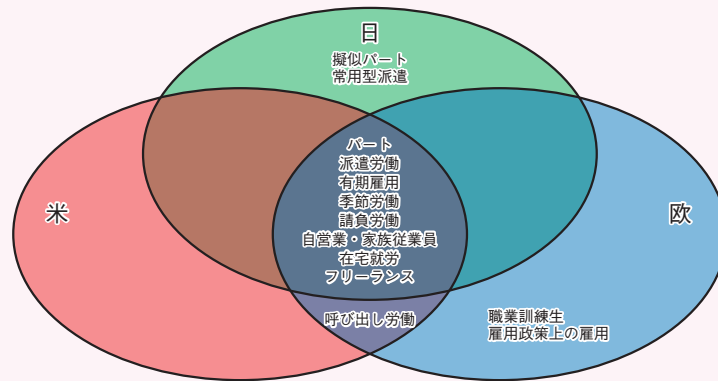 日
擬似パート
常用型派遣
パート
派遣労働
有期雇用
季節労働
請負労働
自営業・家族従業員
在宅就労
フリーランス
米
欧
呼び出し労働
職業訓練生
雇用政策上の雇用